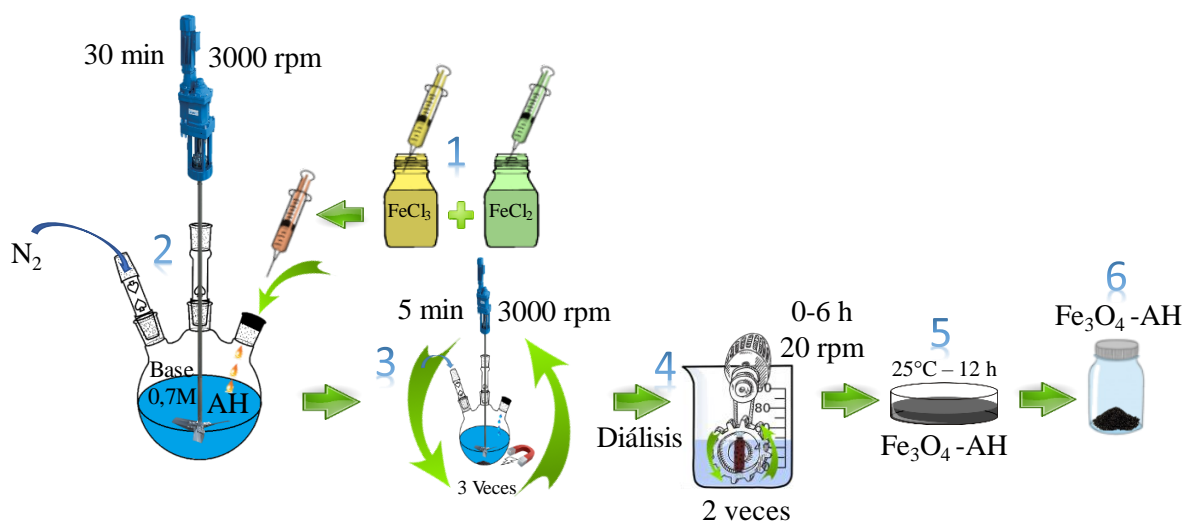 30 min
3000 rpm
1
FeCl3
FeCl2
N2
2
Base
0,7M
AH
5 min
3000 rpm
3
3 Veces
Diálisis
4
0-6 h
20 rpm
80
2 veces
5
25°C – 12 h
Fe3O4 -AH
6
Fe3O4 -AH